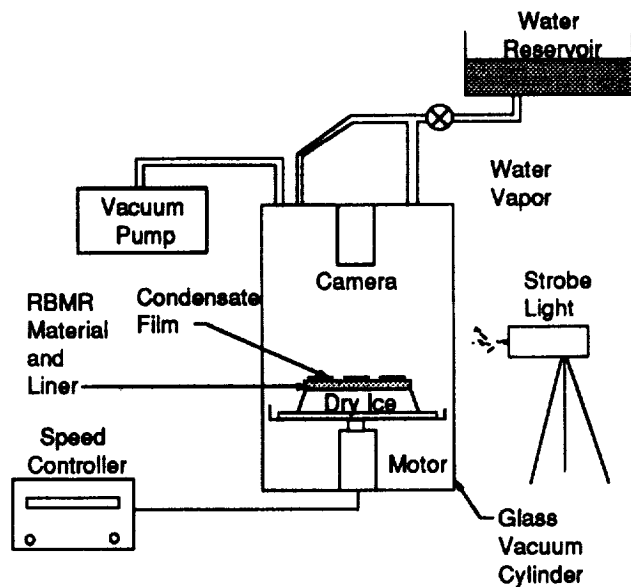 Water
Reservoir
Water
Vapor
Vacuum
Pump
Camera
Strobe
Light
RBMR
Material
and
Liner
Condensate
Film
Dry Ice
Speed
Controller
Motor
Glass
Vacuum
Cylinder